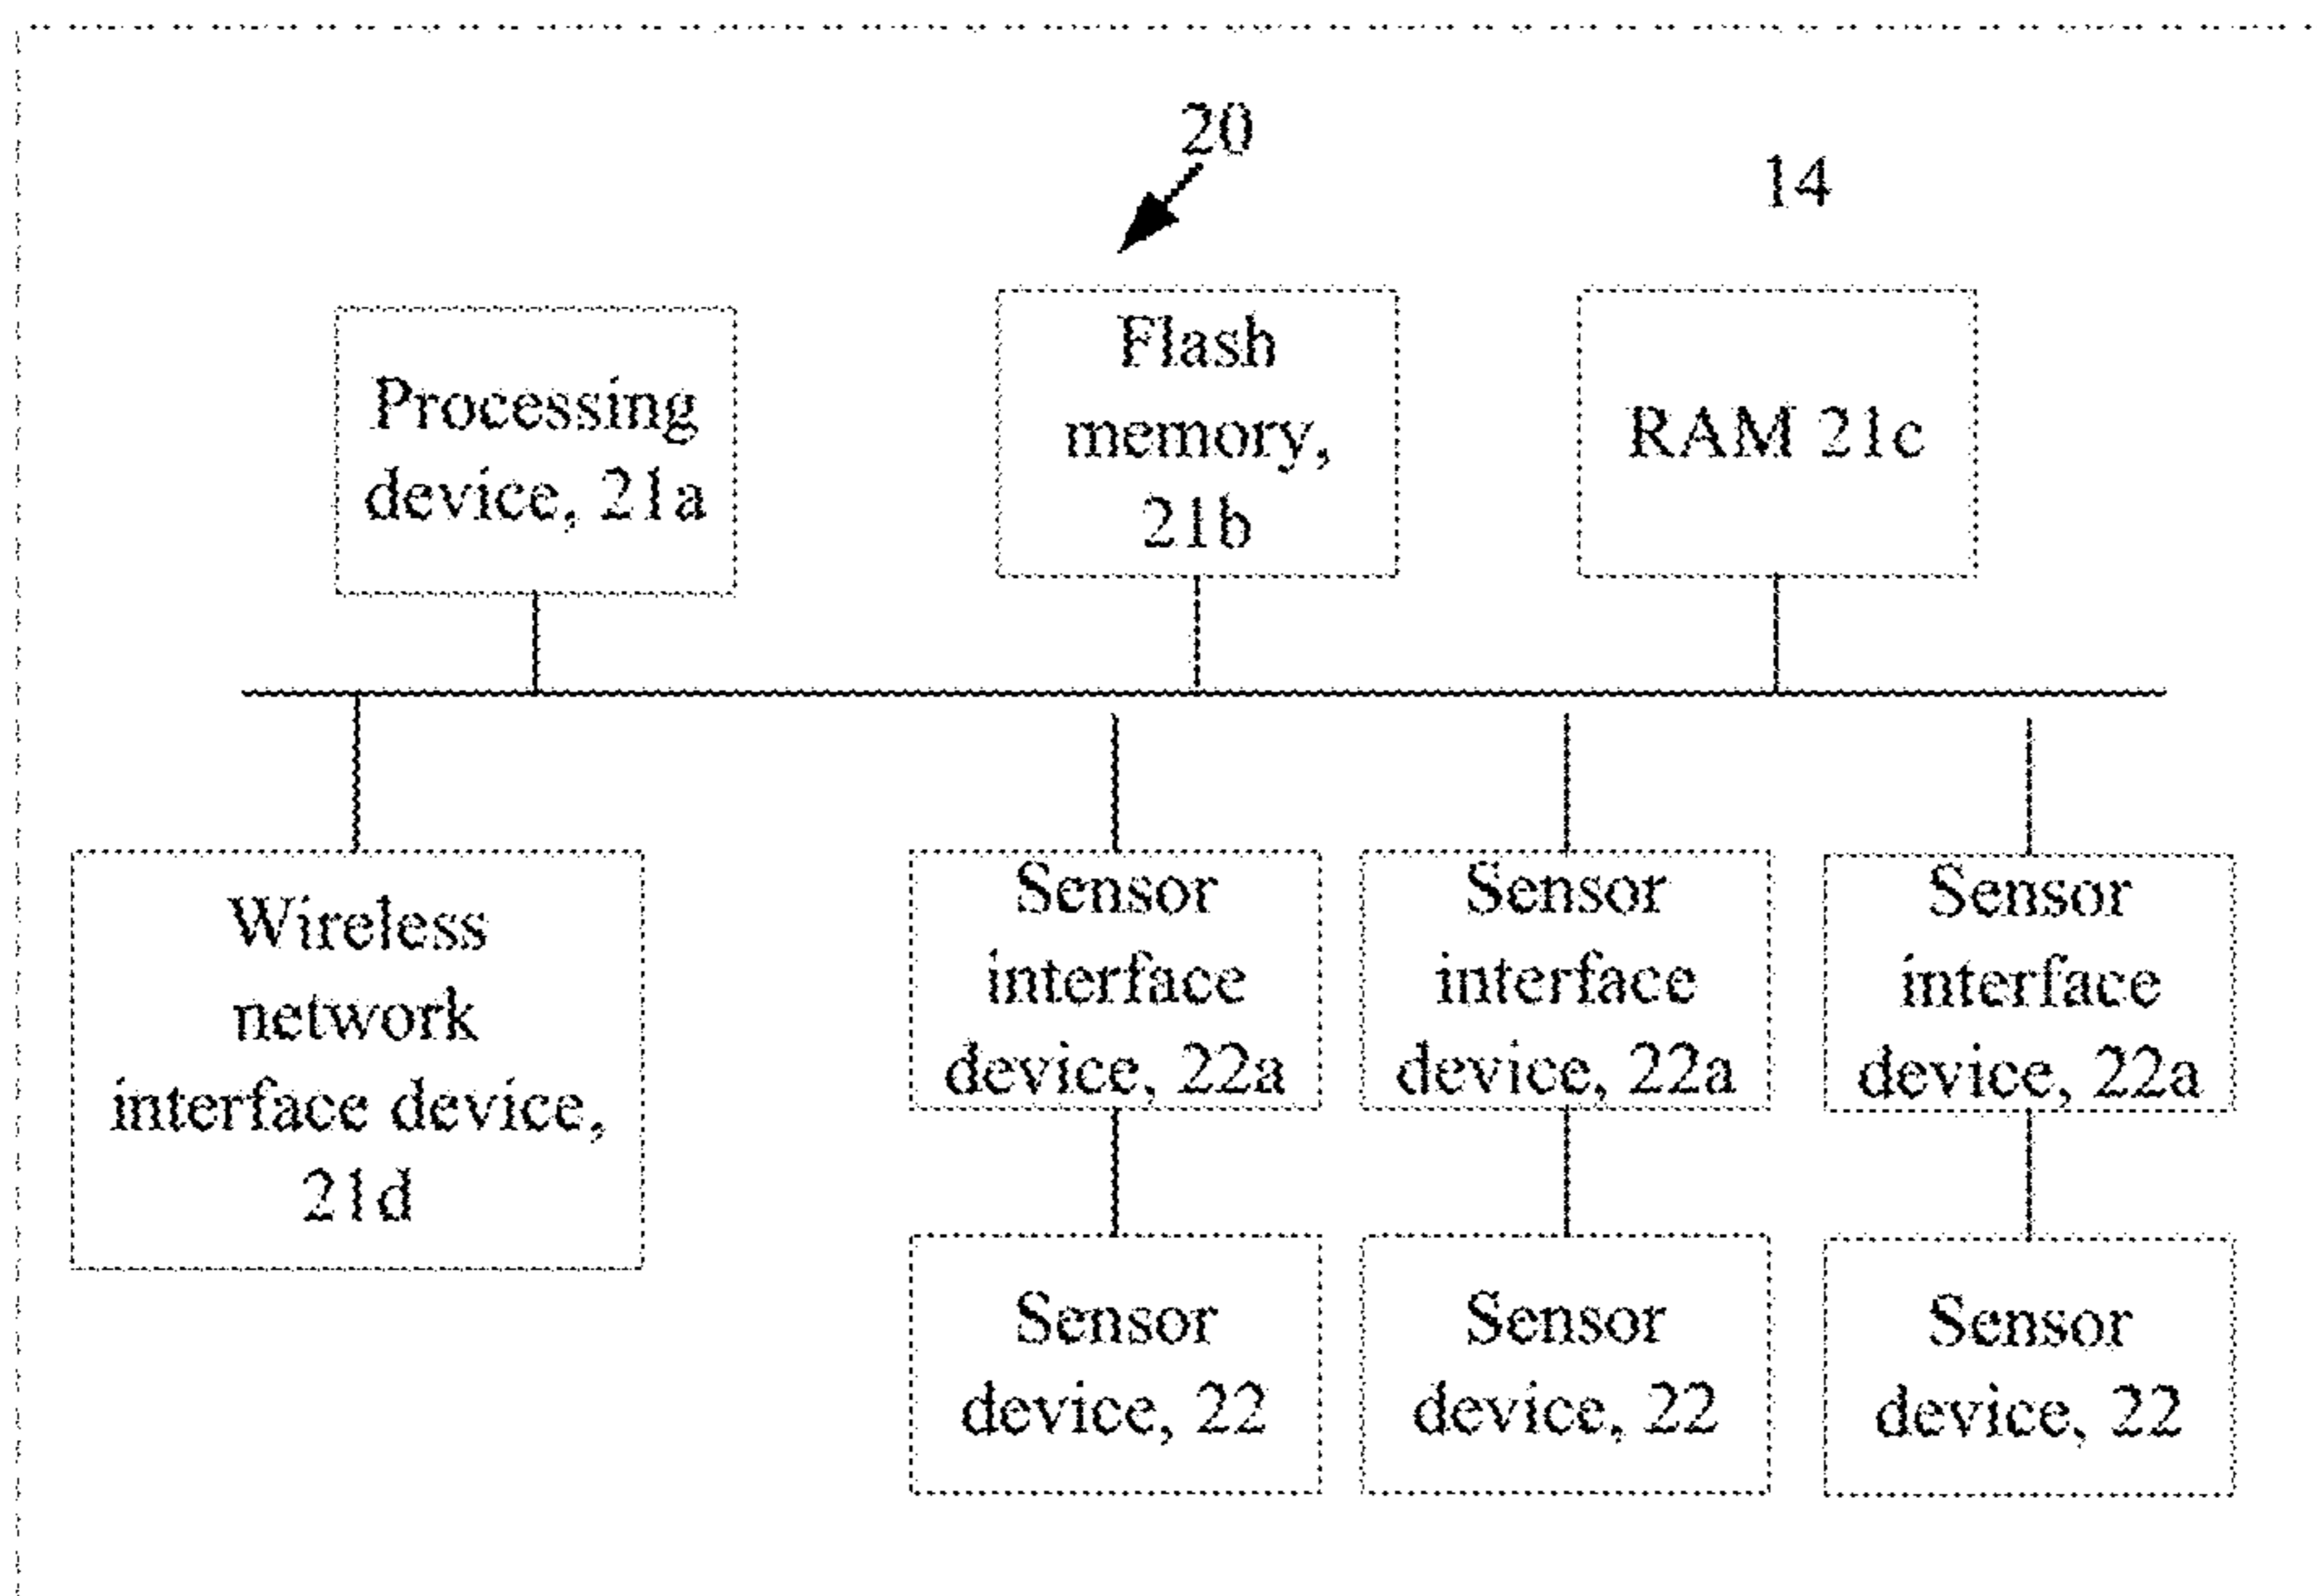 20
14
Processing
device, 21a
Flash
memory,
21b
RAM 21c
Wireless
network
interface device,
21d
Sensor
interface
device, 22a
Sensor
interface
device, 22a
Sensor
interface
device, 22a
Sensor
device, 22
Sensor
device, 22
Sensor
device, 22